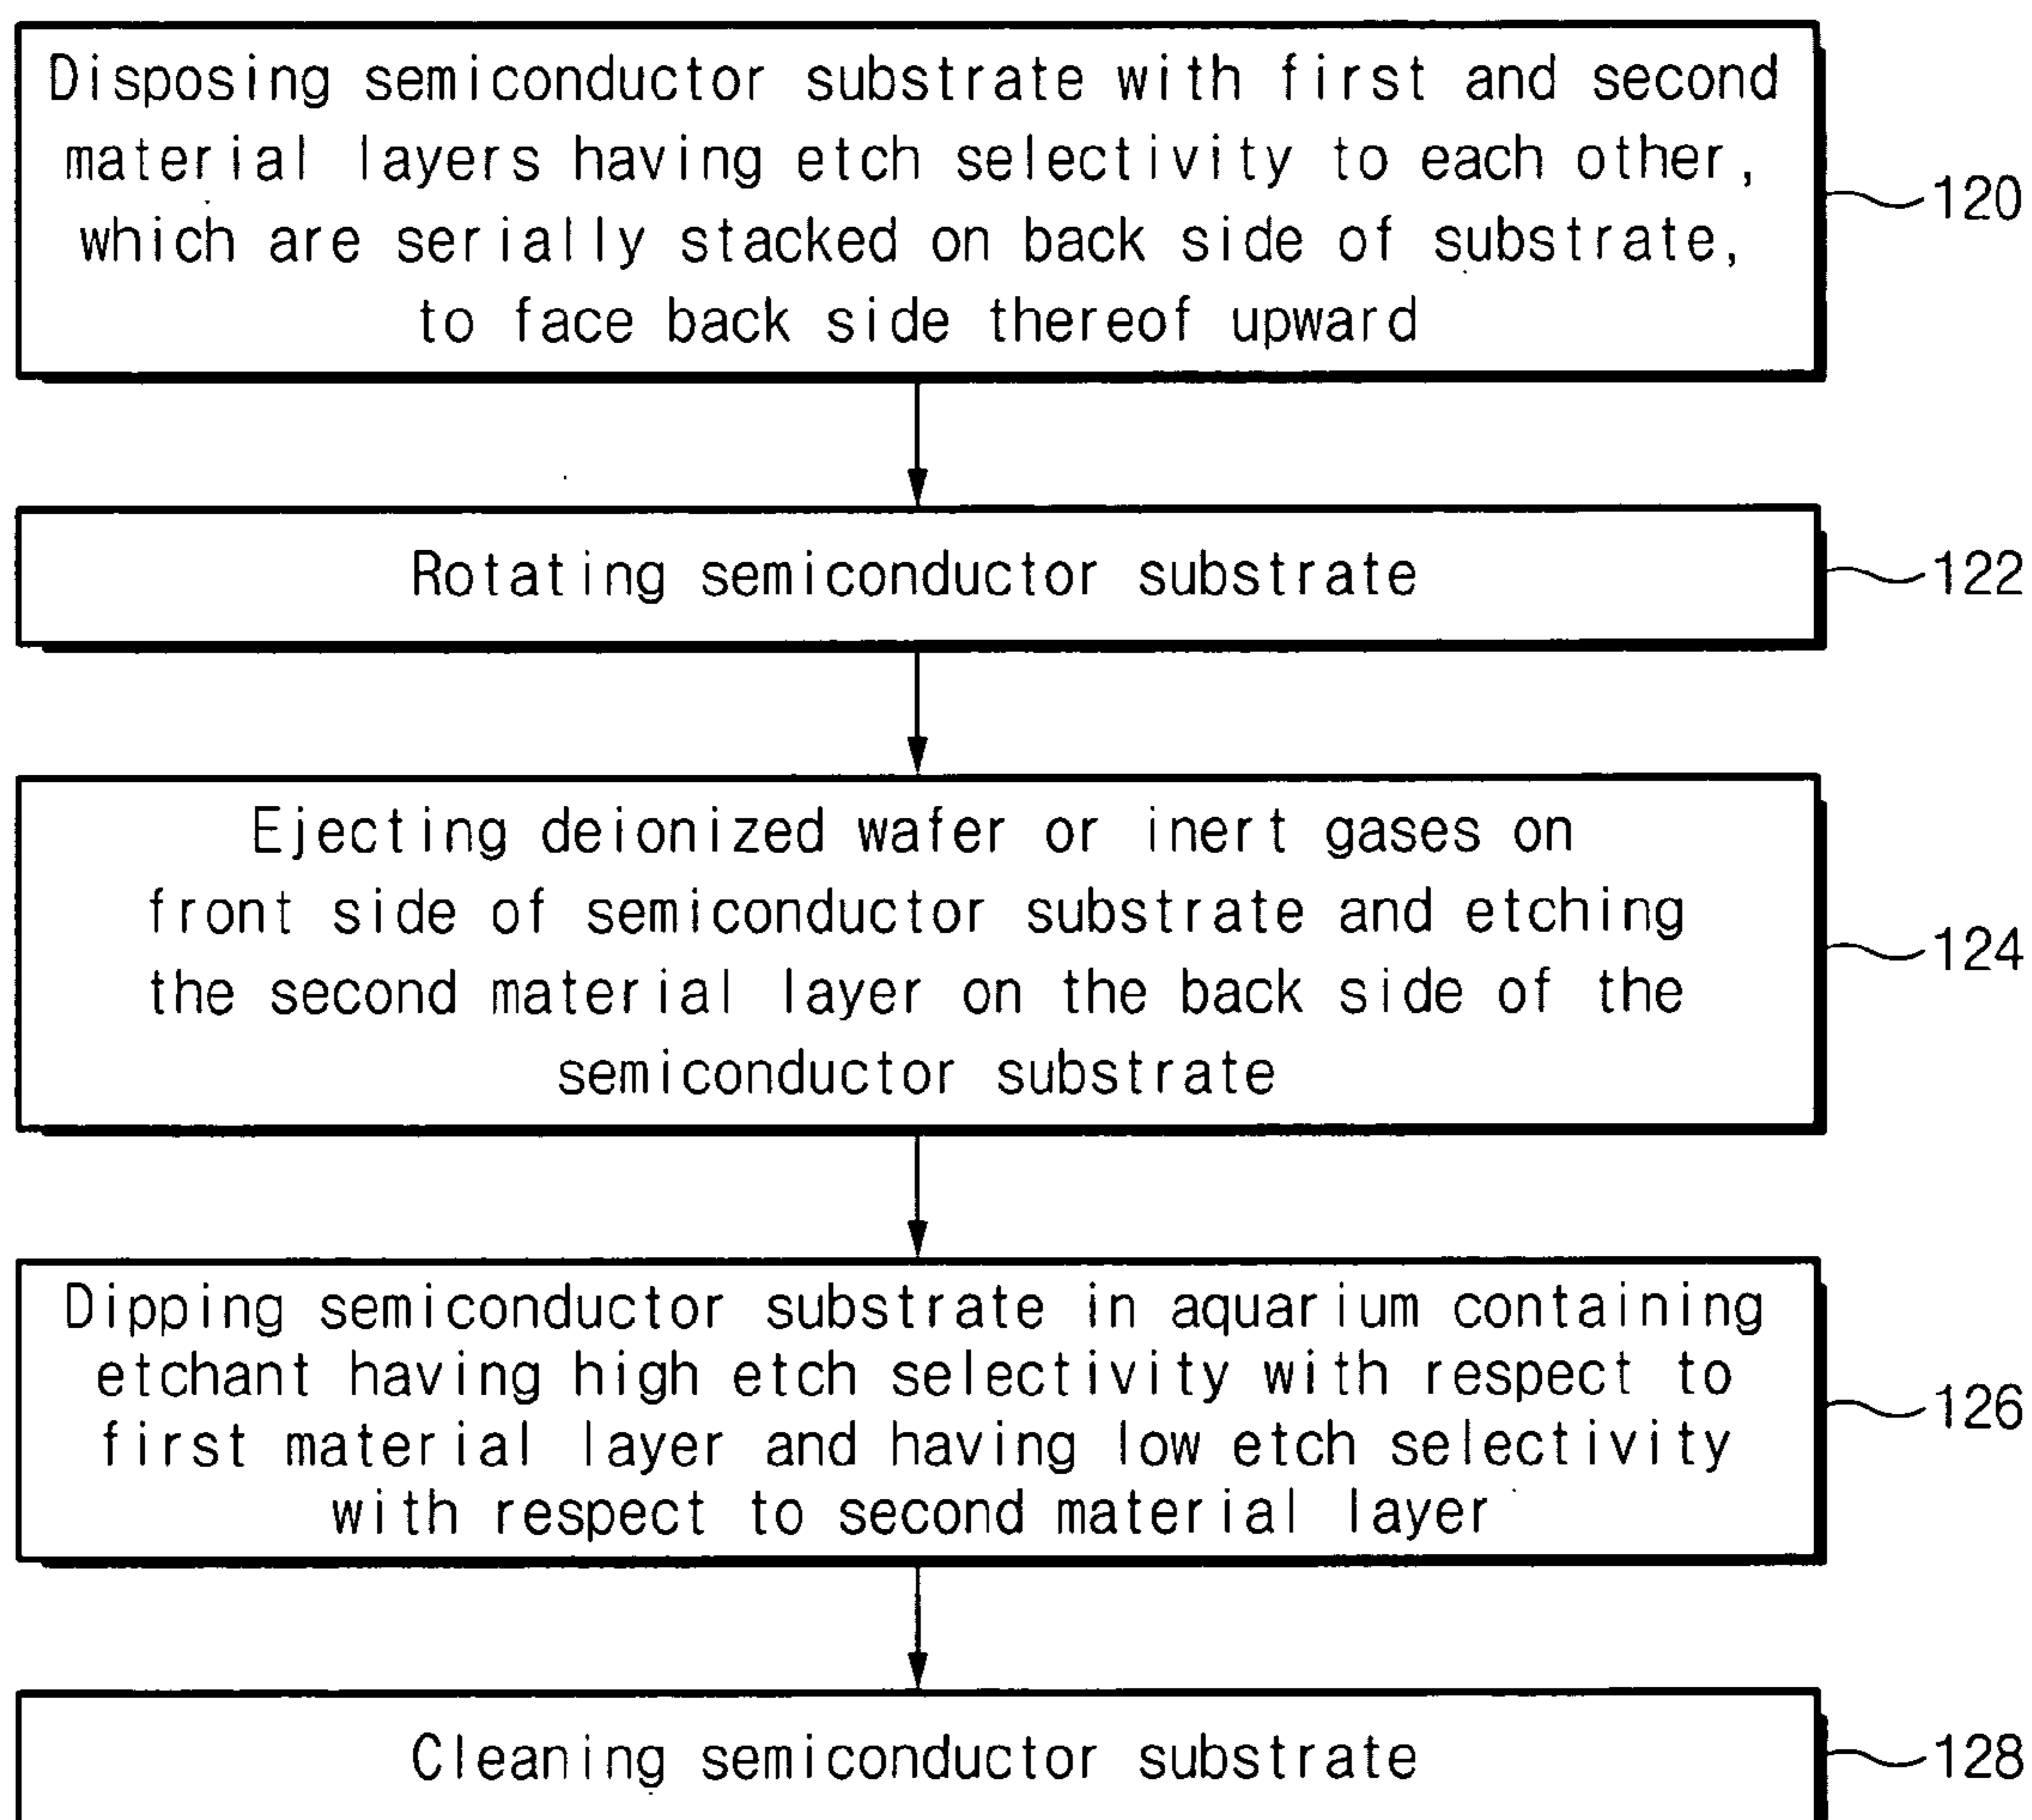 Disposing semiconductor substrate with first and second
material layers having etch selectivity to each other,
which are serially stacked on back side of substrate,
to face back side thereof upward
120
Rotating semiconductor substrate
122
Ejecting deionized wafer or inert gases on
front side of semiconductor substrate and etching
the second material layer on the back side of the
semiconductor substrate
124
Dipping semiconductor substrate in aquarium containing
etchant having high etch selectivity with respect to
first material layer and having low etch selectivity
with respect to second material layer
126
Cleaning semiconductor substrate
128